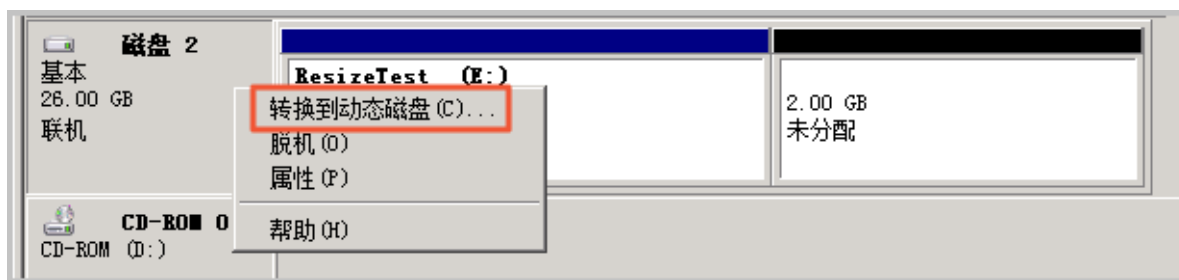 磁盘 2
基本
26.00 GB
联机
ResizeTest (E:)
2.00 GB
未分配
转换到动态磁盘(C)...
脱机(O)
属性(P)
帮助(H)
CD-ROM 0
CD-ROM (D:)